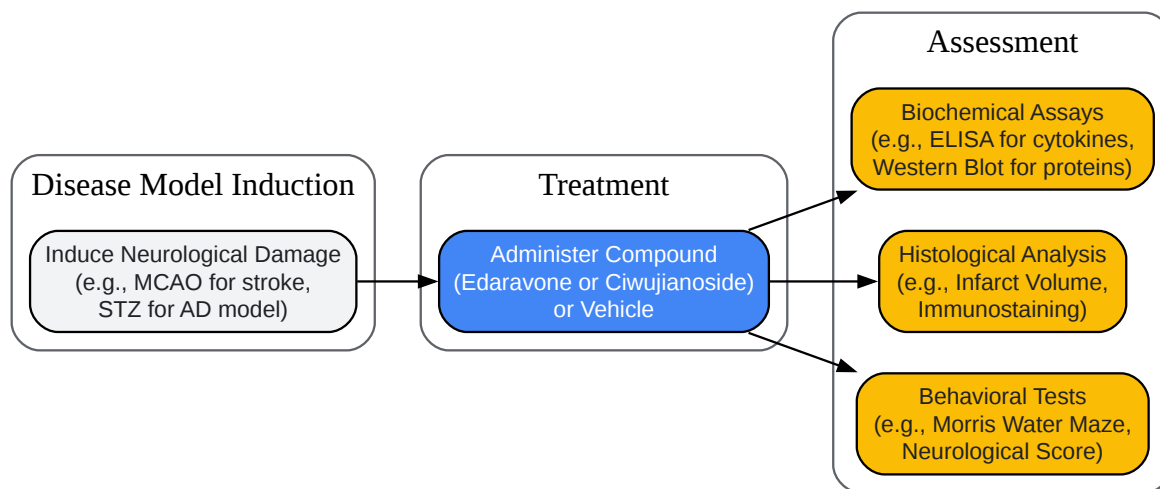 Disease Model Induction
Induce Neurological Damage
(e.g., MCAO for stroke,
STZ for AD model)
Treatment
Administer Compound
(Edaravone or Ciwujianoside)
or Vehicle
Assessment
Biochemical Assays
(e.g., ELISA for cytokines,
Western Blot for proteins)
Histological Analysis
(e.g., Infarct Volume,
Immunostaining)
Behavioral Tests
(e.g., Morris Water Maze,
Neurological Score)